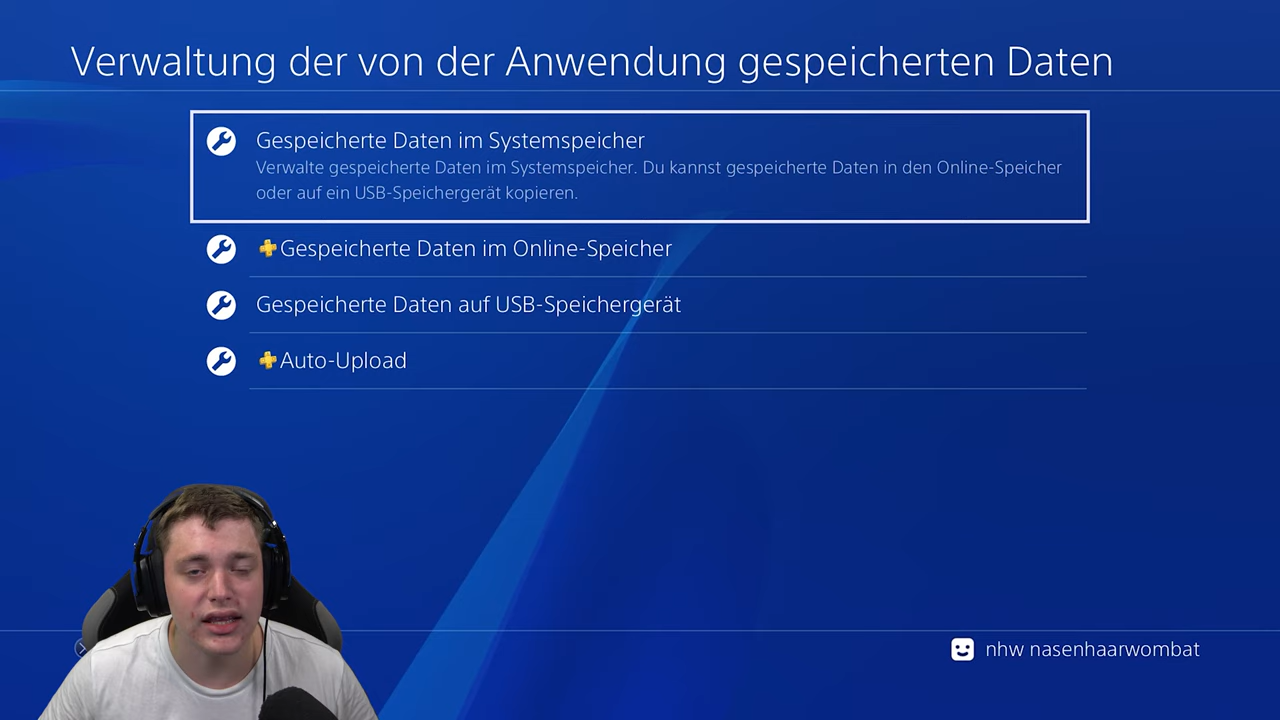 Verwaltung der von der Anwendung gespeicherten Daten
Gespeicherte Daten im Systemspeicher
Verwalte gespeicherte Daten im Systemspeicher. Du kannst gespeicherte Daten in den Online-Speicher
oder auf ein USB-Speichergerät kopieren.
Gespeicherte Daten im Online-Speicher
Gespeicherte Daten auf USB-Speichergerät
Auto-Upload
nhw nasenhaarwombat